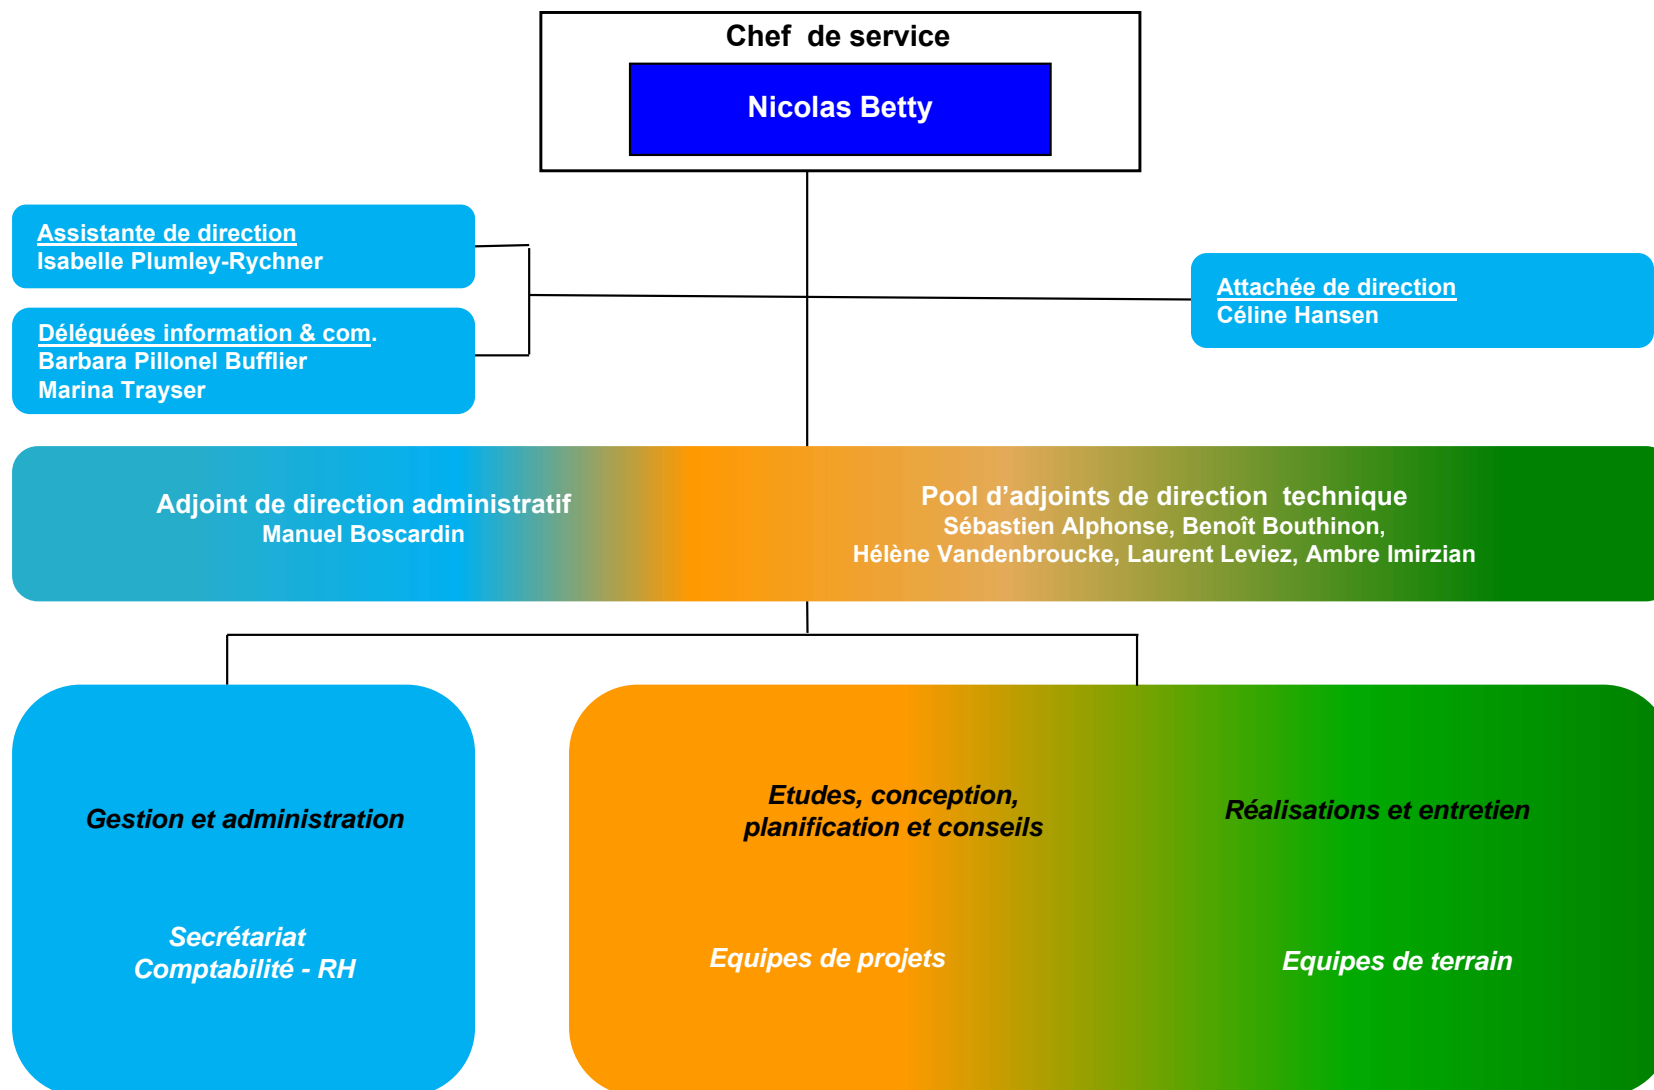 Chef de service
Nicolas Betty
Assistante de direction
Isabelle Plumley-Rychner
Déléguées information & com.
Barbara Pillonel Bufflier
Marina Trayser
Attachée de direction
Céline Hansen
Adjoint de direction administratif
Manuel Boscardin
Pool d’adjoints de direction technique
Sébastien Alphonse, Benoît Bouthinon,
Hélène Vandenbroucke, Laurent Leviez, Ambre Imirzian
Gestion et administration
Secrétariat
Comptabilité - RH
Etudes, conception,
planification et conseils
Equipes de projets
Réalisations et entretien
Equipes de terrain